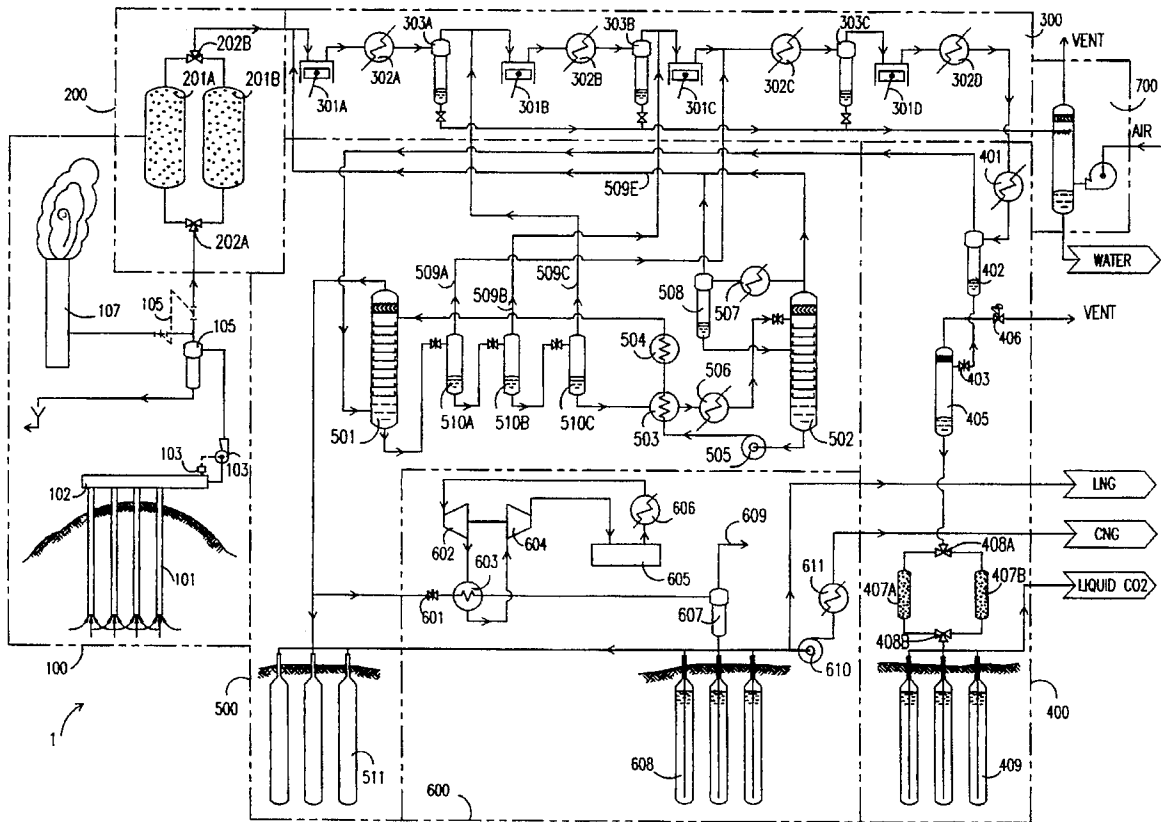 202B
303A
303B
303C
300
VENT
201A
201B
302A
302B
302C
302D
200
301A
301B
301C
301D
700
AIR
401
509E
202A
WATER
402
509A
509B
509C
508
507
105
107
105
504
506
406
VENT
403
405
501
510A
510B
510C
503
505
502
103
103
102
LNG
606
609
602
604
CNG
408A
603
611
101
605
407A
407B
LIQUID CO2
601
607
408B
100
500
610
400
1
511
608
409
600